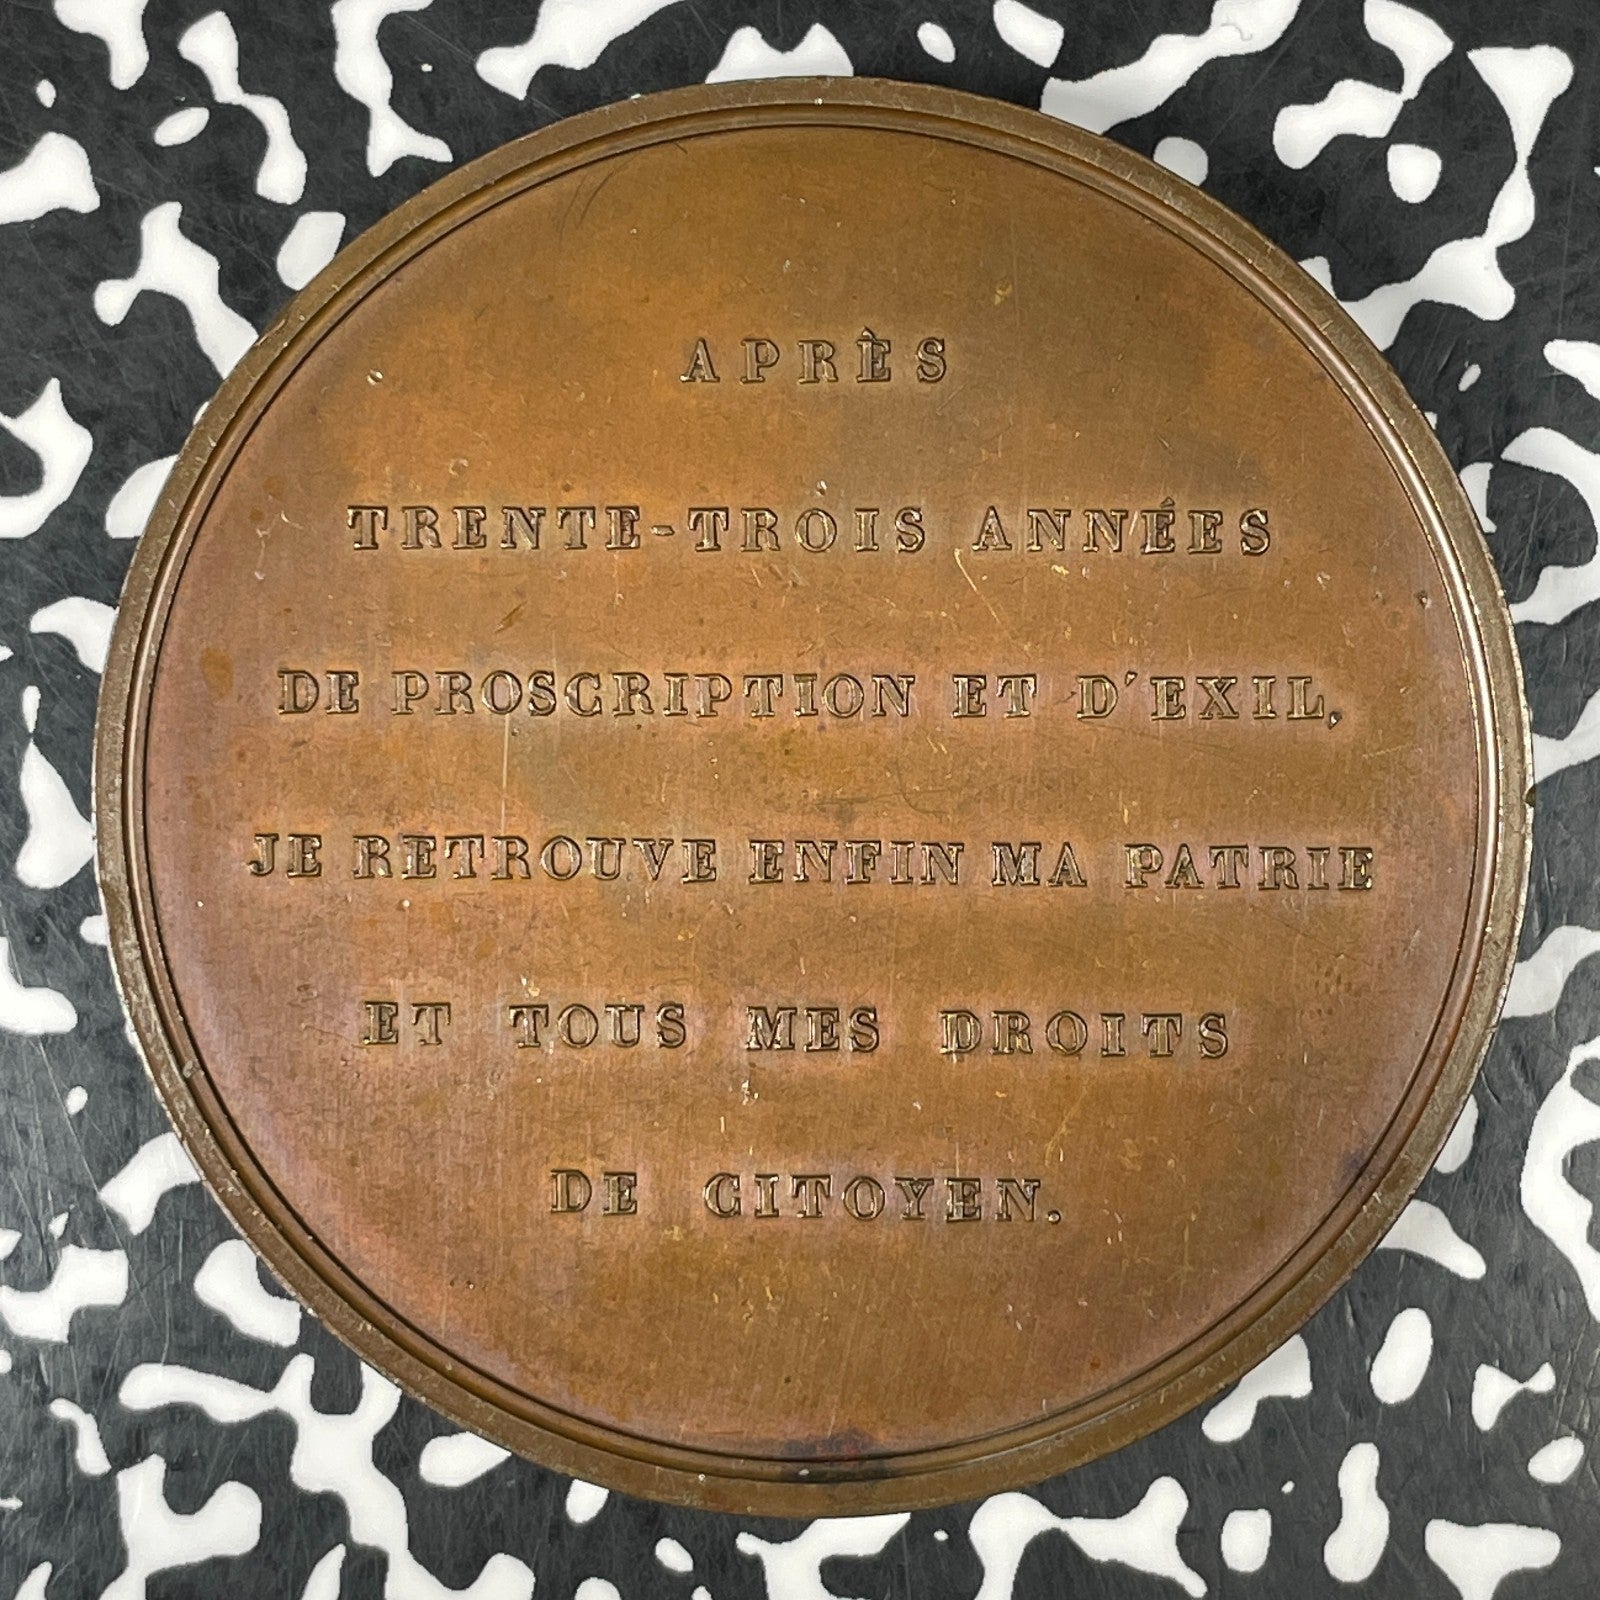 APRÈS
TRENTE-TROIS ANNÉES
DE PROSCRIPTION ET D'EXIL,
JE RETROUVE ENFIN MA PATRIE
ET TOUS MES DROITS
DE CITOYEN.